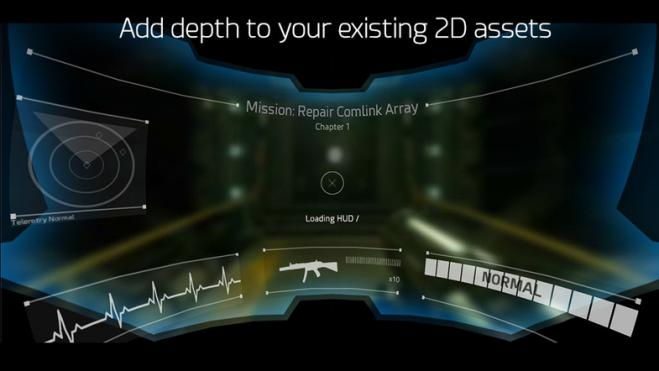 Add depth to your existing 2D assets
Mission: Repair Comlink Array
Chapter 1
Loading HUD /
Telemetry Normal
x10
NORMAL